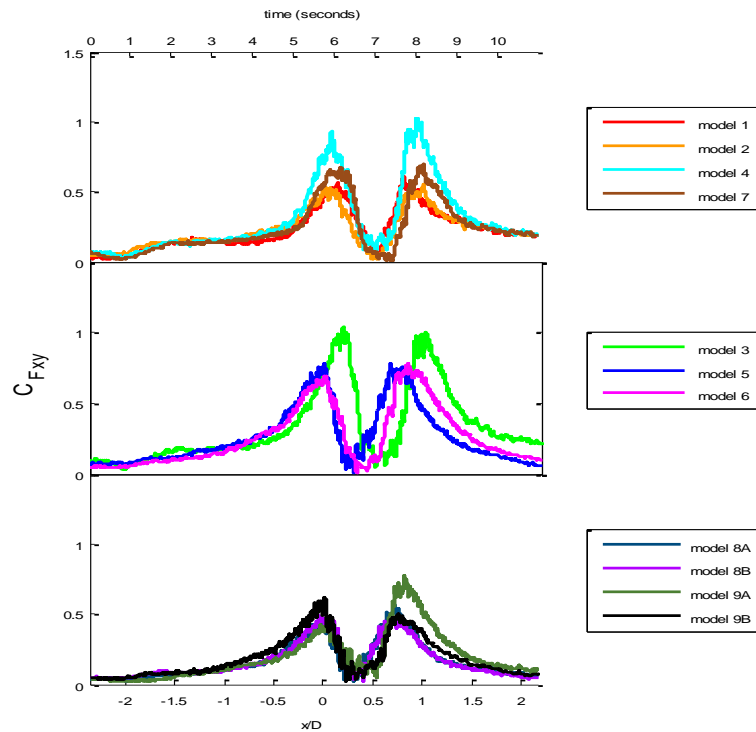 time (seconds)
0 1 2 3 4 5 6 7 8 9 10
1.5
1
0.5
0
model 1
model 2
model 4
model 7
C_Fxy
1
0.5
0
model 3
model 5
model 6
1
0.5
0
model 8A
model 8B
model 9A
model 9B
-2 -1.5 -1 -0.5 0 0.5 1 1.5 2
x/D